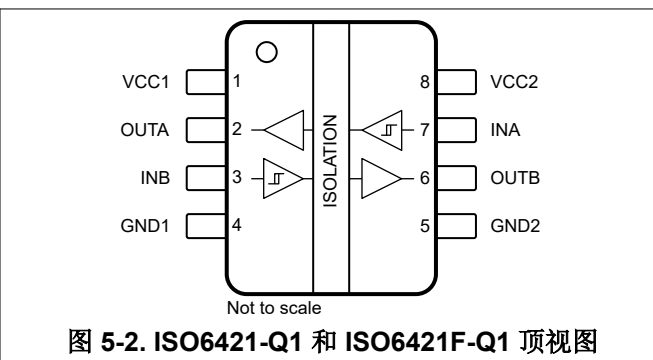 VCC1 1 8 VCC2
OUTA 2 7 INA
INB 3 6 OUTB
GND1 4 5 GND2
ISOLATION
Not to scale
图 5-2. ISO6421-Q1 和 ISO6421F-Q1 顶视图